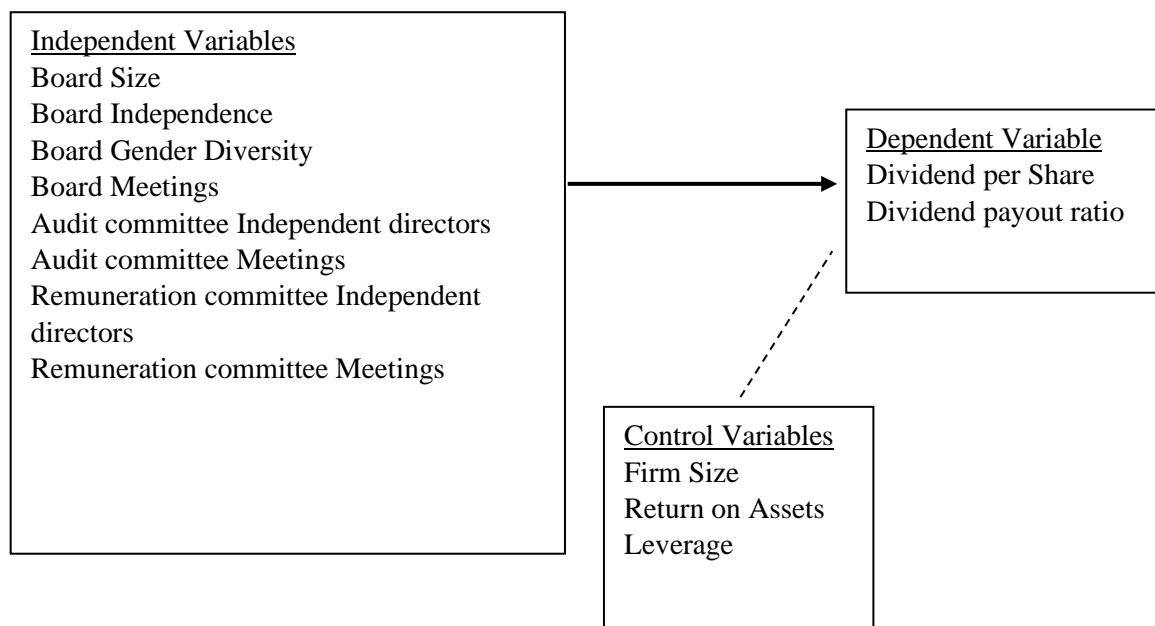 Independent Variables
Board Size
Board Independence
Board Gender Diversity
Board Meetings
Audit committee Independent directors
Audit committee Meetings
Remuneration committee Independent
directors
Remuneration committee Meetings
Dependent Variable
Dividend per Share
Dividend payout ratio
Control Variables
Firm Size
Return on Assets
Leverage